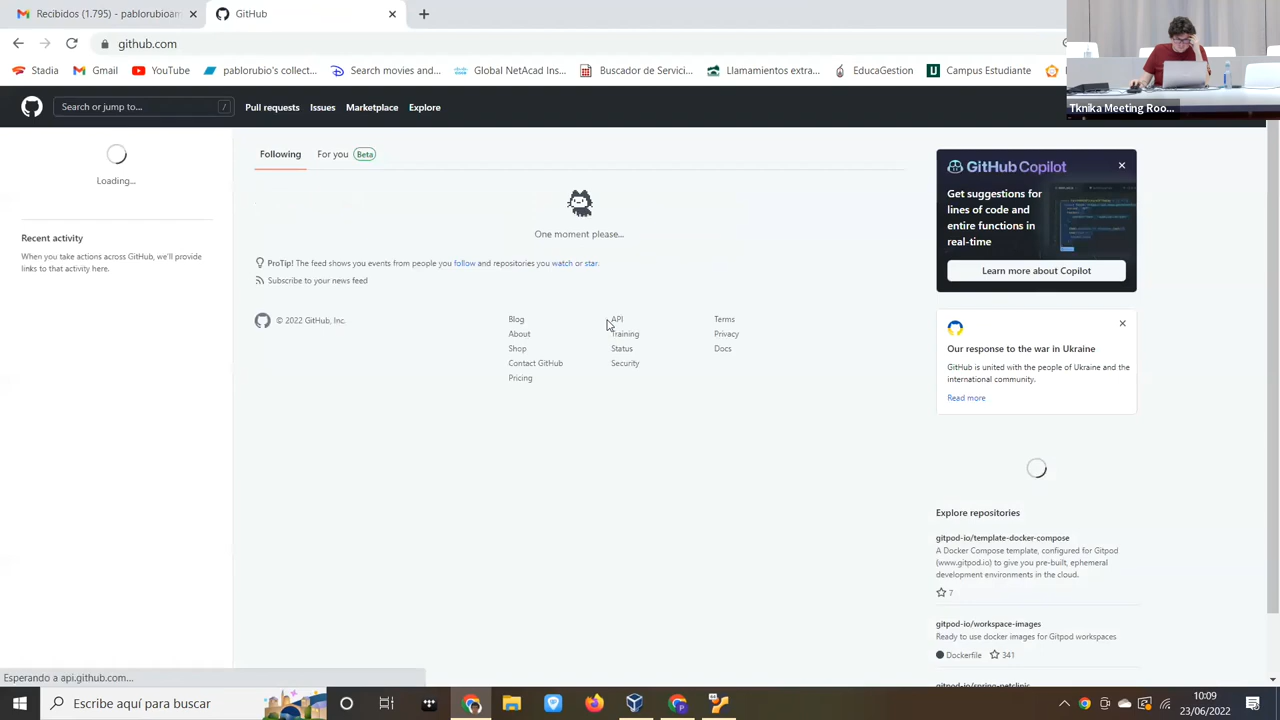 Recibidos (1.795) - pablorubioam
GitHub
github.com
Stadia
Gmail
YouTube
pablorubio's collect...
Search movies and...
Global NetAcad Ins...
Buscador de Servici...
Llamamientos extra...
EducaGestion
Campus Estudiante
Tknika Meeting Roo...
Search or jump to...
/
Pull requests
Issues
Marketplace
Explore
Loading...
Recent activity
When you take actions across GitHub, we'll provide
links to that activity here.
Following
For you
Beta
One moment please...
ProTip! The feed shows you events from people you follow and repositories you watch or star.
Subscribe to your news feed
© 2022 GitHub, Inc.
Blog
About
Shop
Contact GitHub
Pricing
API
Training
Status
Security
Terms
Privacy
Docs
GitHub Copilot
Get suggestions for
lines of code and
entire functions in
real-time
Learn more about Copilot
Our response to the war in Ukraine
GitHub is united with the people of Ukraine and the
international community.
Read more
Explore repositories
gitpod-io/template-docker-compose
A Docker Compose template, configured for Gitpod
(www.gitpod.io) to give you pre-built, ephemeral
development environments in the cloud.
7
gitpod-io/workspace-images
Ready to use docker images for Gitpod workspaces
Dockerfile
341
gitpod-io/spring-petclinic
Esperando a api.github.com...
Escribe aquí para buscar
10:09
23/06/2022